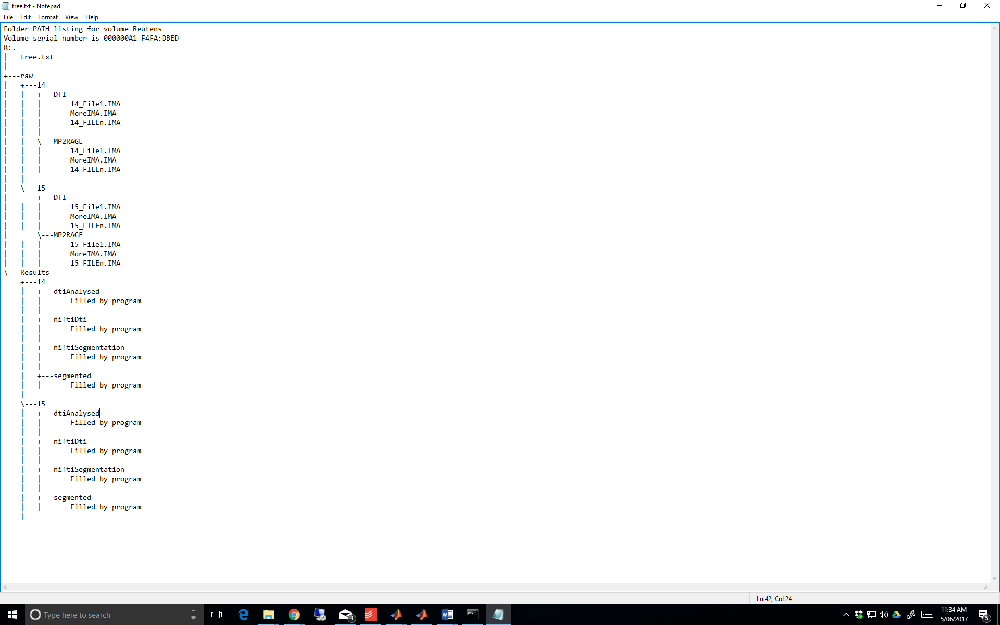 tree.txt - Notepad
File Edit Format View Help
Folder PATH listing for volume Reutens
Volume serial number is 000000A1 F4FA:DBED
R:.
|   tree.txt
|
+---raw
|   +---14
|   |   +---DTI
|   |   |       14_File1.IMA
|   |   |       MoreIMA.IMA
|   |   |       14_FILEn.IMA
|   |   |
|   |   \---MP2RAGE
|   |   |       14_File1.IMA
|   |   |       MoreIMA.IMA
|   |   |       14_FILEn.IMA
|   |
|   \---15
|       +---DTI
|   |   |       15_File1.IMA
|   |   |       MoreIMA.IMA
|   |   |       15_FILEn.IMA
|       \---MP2RAGE
|   |   |       15_File1.IMA
|   |   |       MoreIMA.IMA
|   |   |       15_FILEn.IMA
\---Results
    +---14
    |   +---dtiAnalysed
    |   |       Filled by program
    |   |
    |   +---niftiDti
    |   |       Filled by program
    |   |
    |   +---niftiSegmentation
    |   |       Filled by program
    |   |
    |   +---segmented
    |   |       Filled by program
    |
    \---15
    |   +---dtiAnalysed
    |   |       Filled by program
    |   |
    |   +---niftiDti
    |   |       Filled by program
    |   |
    |   +---niftiSegmentation
    |   |       Filled by program
    |   |
    |   +---segmented
    |   |       Filled by program
    |
Ln 42, Col 24
Type here to search
3
11:34 AM
5/06/2017
5